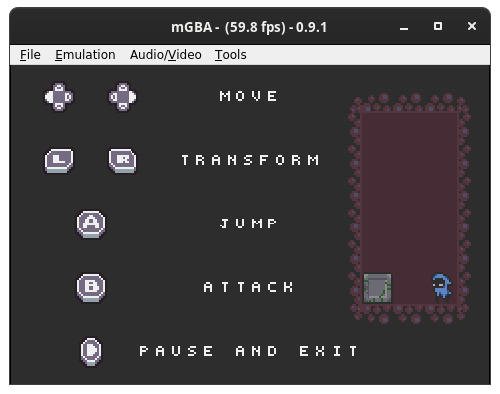 mGBA - (59.8 fps) - 0.9.1
File Emulation Audio/Video Tools
MOVE
L R TRANSFORM
A JUMP
B ATTACK
PAUSE AND EXIT